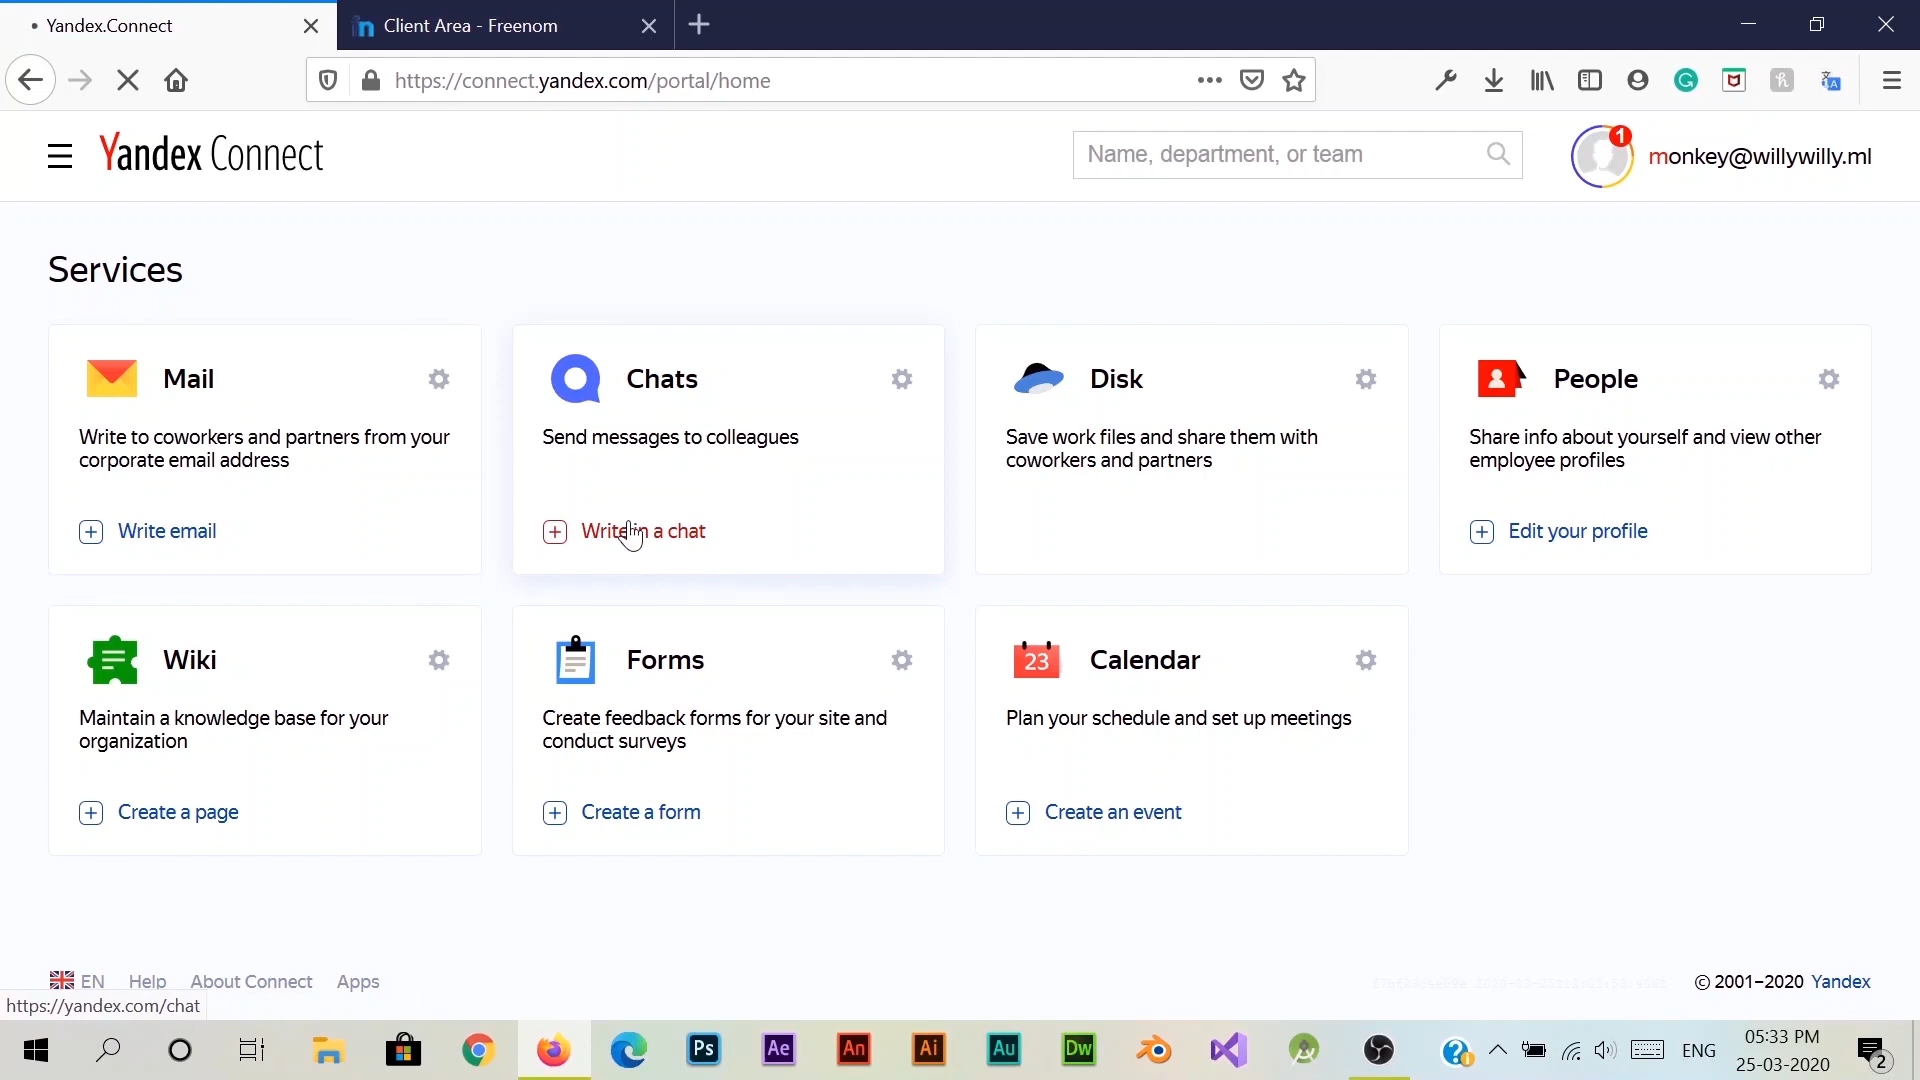 Yandex.Connect
Client Area - Freenom
https://connect.yandex.com/portal/home
Yandex Connect
Name, department, or team
1
monkey@willywilly.ml
Services
Mail
Write to coworkers and partners from your
corporate email address
Write email
Chats
Send messages to colleagues
Write in a chat
Disk
Save work files and share them with
coworkers and partners
People
Share info about yourself and view other
employee profiles
Edit your profile
Wiki
Maintain a knowledge base for your
organization
Create a page
Forms
Create feedback forms for your site and
conduct surveys
Create a form
23
Calendar
Plan your schedule and set up meetings
Create an event
EN Help About Connect Apps
© 2001–2020 Yandex
https://yandex.com/chat
Ps Ae An Ai Au Dw
ENG
05:33 PM
25-03-2020
2